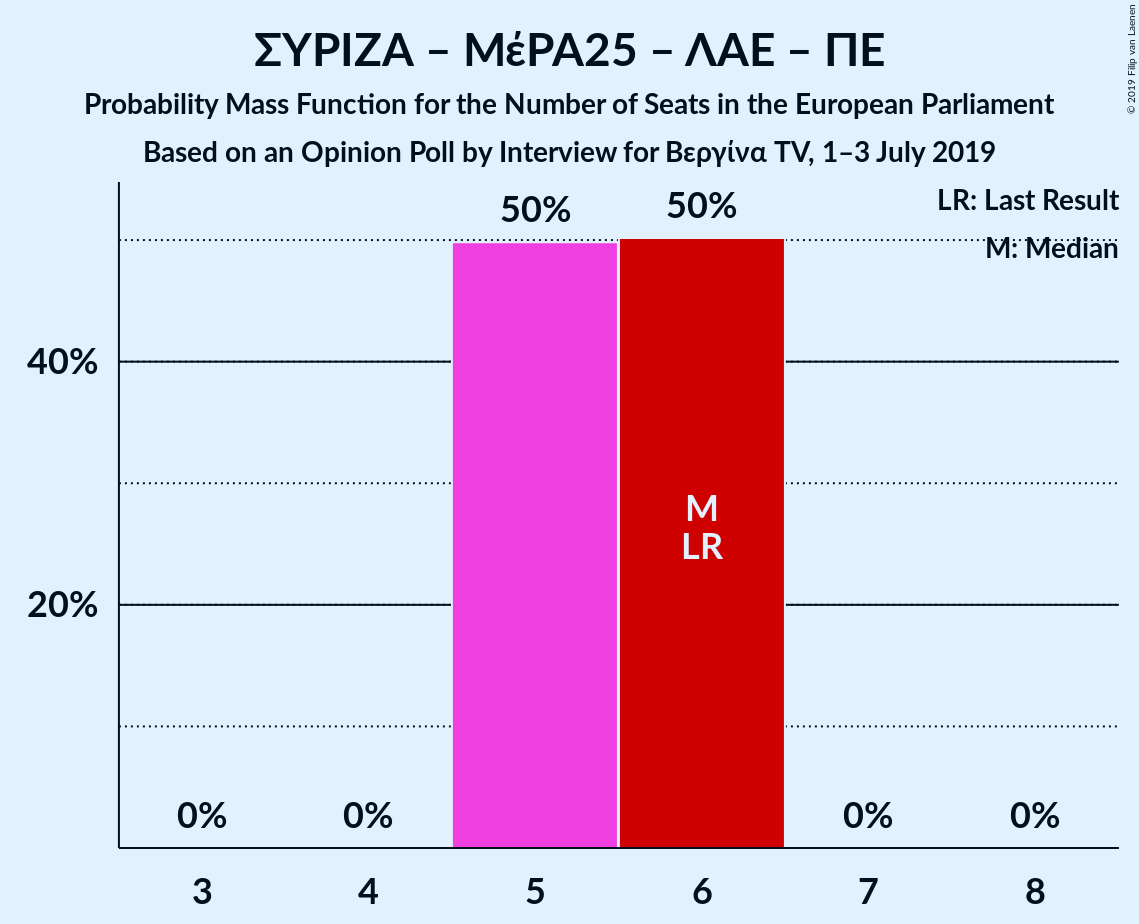 ΣΥΡΙΖΑ – ΜέΡΑ25 – ΛΑΕ – ΠΕ
Probability Mass Function for the Number of Seats in the European Parliament
Based on an Opinion Poll by Interview for Βεργίνα TV, 1–3 July 2019
© 2019 Filip van Laenen
LR: Last Result
M: Median
50%
50%
40%
20%
M
LR
0%
0%
0%
0%
3
4
5
6
7
8